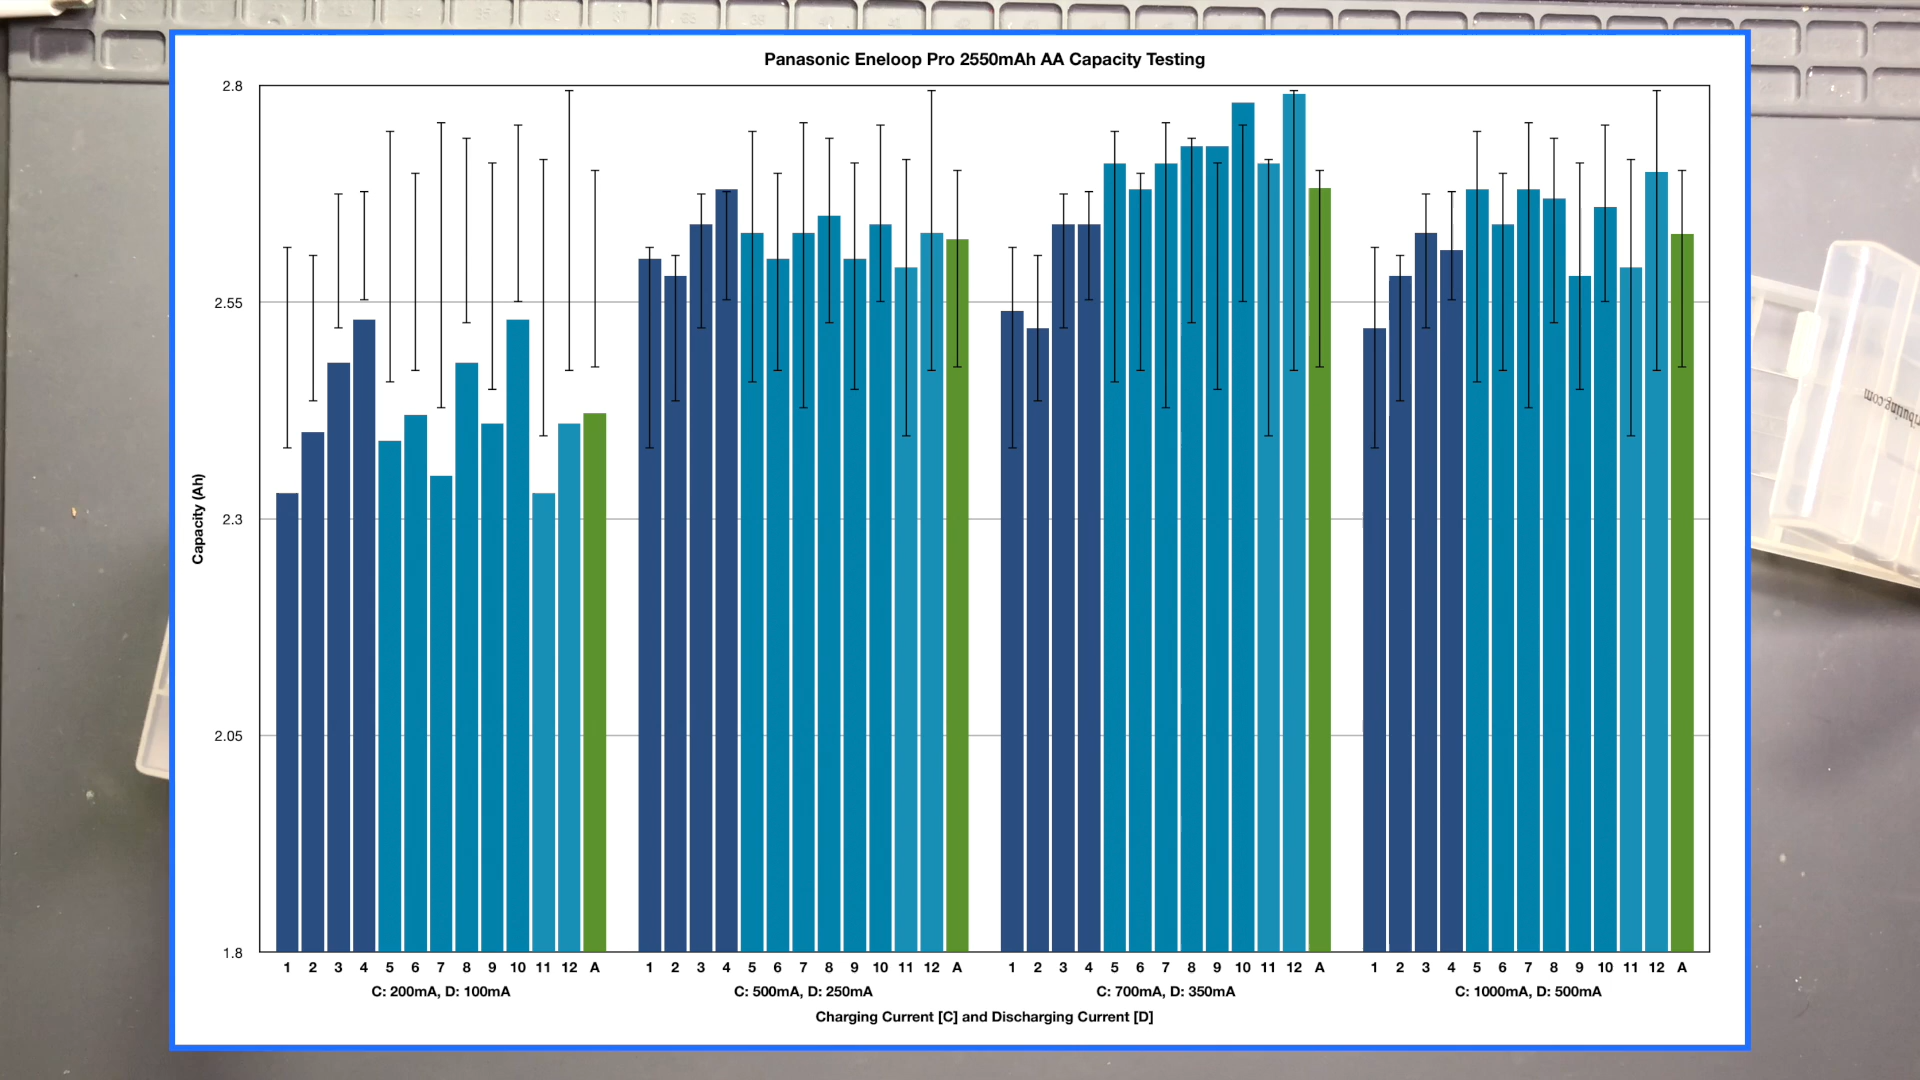 Panasonic Eneloop Pro 2550mAh AA Capacity Testing
2.8
2.55
2.3
2.05
1.8
Capacity (Ah)
1 2 3 4 5 6 7 8 9 10 11 12 A 1 2 3 4 5 6 7 8 9 10 11 12 A 1 2 3 4 5 6 7 8 9 10 11 12 A 1 2 3 4 5 6 7 8 9 10 11 12 A
C: 200mA, D: 100mA C: 500mA, D: 250mA C: 700mA, D: 350mA C: 1000mA, D: 500mA
Charging Current [C] and Discharging Current [D]